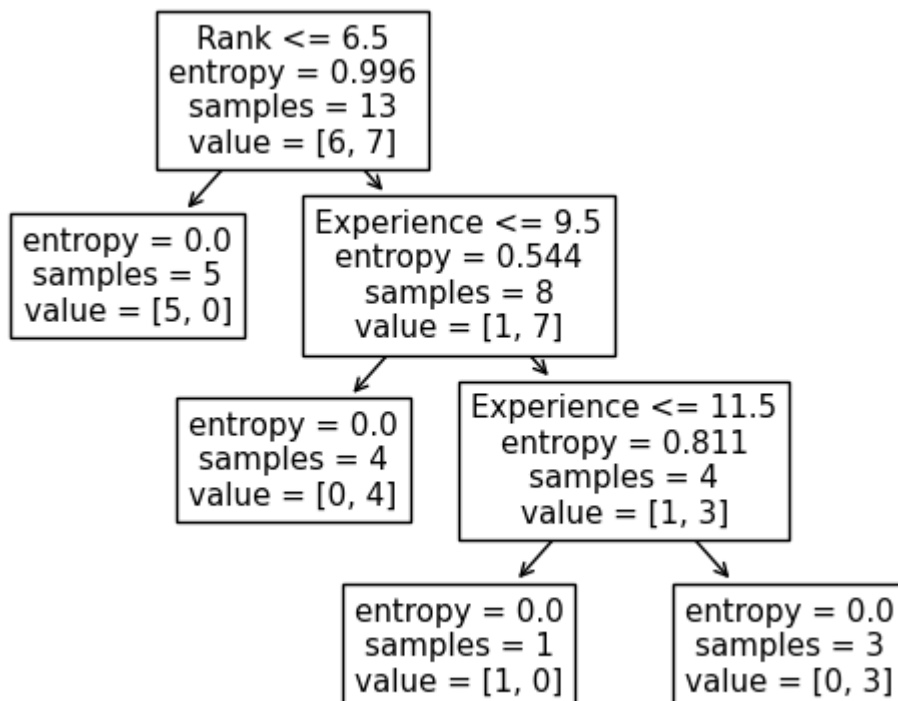 Rank <= 6.5
entropy = 0.996
samples = 13
value = [6, 7]
entropy = 0.0
samples = 5
value = [5, 0]
Experience <= 9.5
entropy = 0.544
samples = 8
value = [1, 7]
entropy = 0.0
samples = 4
value = [0, 4]
Experience <= 11.5
entropy = 0.811
samples = 4
value = [1, 3]
entropy = 0.0
samples = 1
value = [1, 0]
entropy = 0.0
samples = 3
value = [0, 3]